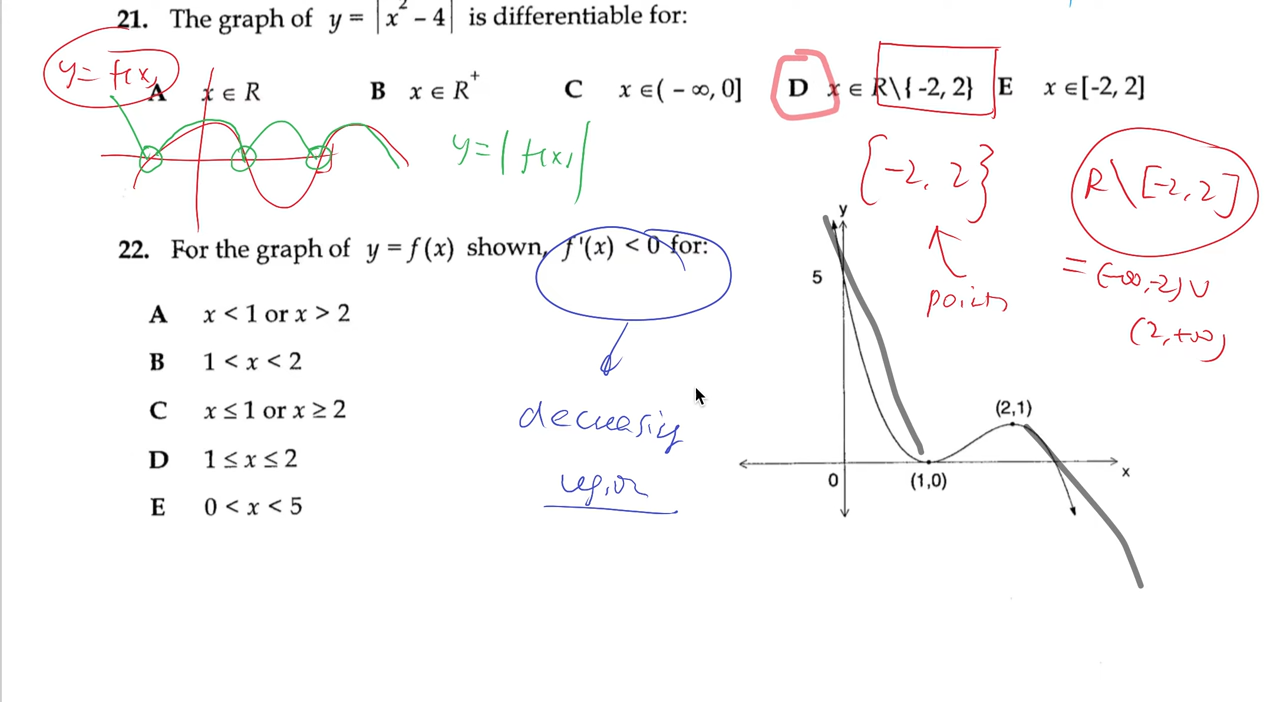 21. The graph of y = |x² − 4| is differentiable for:
y = f(x)
A x ∈ R B x ∈ R⁺ C x ∈ ( − ∞, 0] D x ∈ R\{ -2, 2} E x ∈ [-2, 2]
y = | f(x) |
{-2, 2}
R \ [-2, 2]
points
= (-∞, -2) ∪
(2, +∞)
22. For the graph of y = f(x) shown, f '(x) < 0 for:
A x < 1 or x > 2
B 1 < x < 2
C x ≤ 1 or x ≥ 2
D 1 ≤ x ≤ 2
E 0 < x < 5
decreasing
region
y
5
(2,1)
0
(1,0)
x